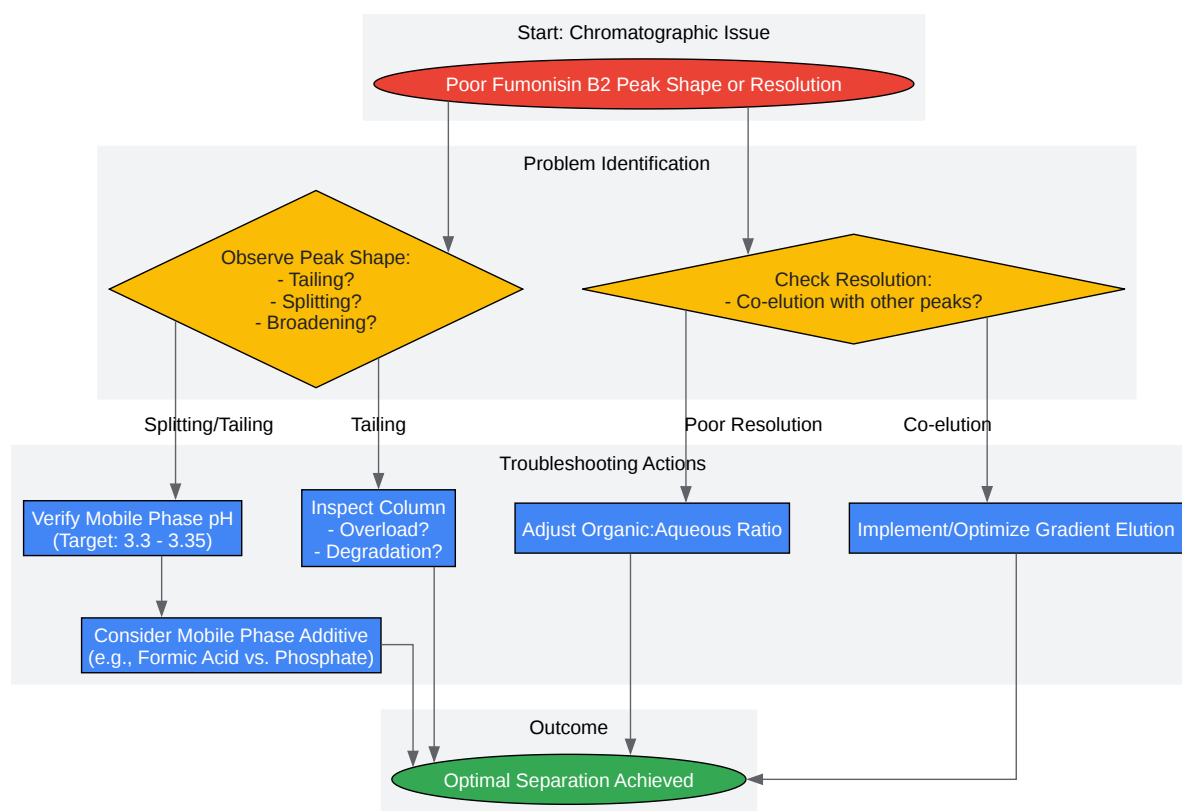 Start: Chromatographic Issue
Poor Fumonisin B2 Peak Shape or Resolution
Problem Identification
Observe Peak Shape:
- Tailing?
- Splitting?
- Broadening?
Check Resolution:
- Co-elution with other peaks?
Splitting/Tailing
Tailing
Poor Resolution
Co-elution
Troubleshooting Actions
Verify Mobile Phase pH
(Target: 3.3 - 3.35)
Inspect Column
- Overload?
- Degradation?
Adjust Organic:Aqueous Ratio
Implement/Optimize Gradient Elution
Consider Mobile Phase Additive
(e.g., Formic Acid vs. Phosphate)
Outcome
Optimal Separation Achieved